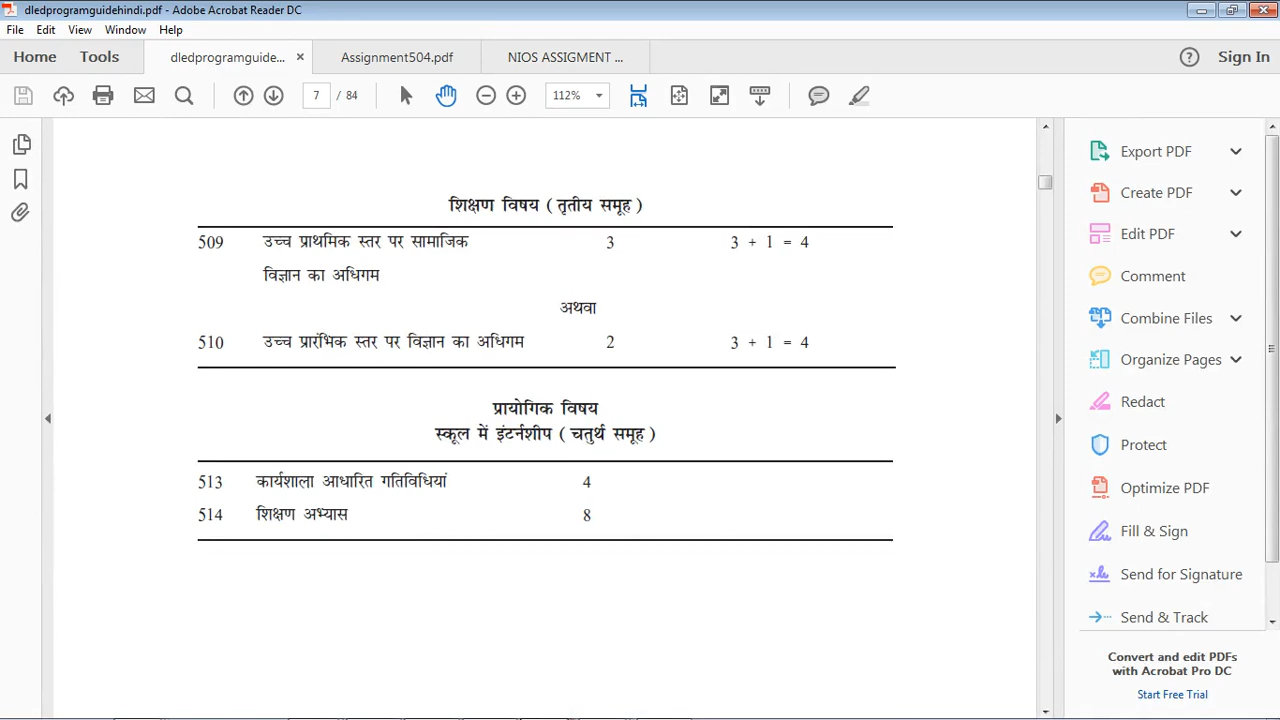 dledprogramguidehindi.pdf - Adobe Acrobat Reader DC
File Edit View Window Help
Home Tools dledprogramguide... × Assignment504.pdf NIOS ASSIGMENT ... Sign In
7 / 84 112%
शिक्षण विषय ( तृतीय समूह )
509 उच्च प्राथमिक स्तर पर सामाजिक 3 3 + 1 = 4
विज्ञान का अधिगम
अथवा
510 उच्च प्रारंभिक स्तर पर विज्ञान का अधिगम 2 3 + 1 = 4
प्रायोगिक विषय
स्कूल में इंटर्नशीप ( चतुर्थ समूह )
513 कार्यशाला आधारित गतिविधियां 4
514 शिक्षण अभ्यास 8
Export PDF
Create PDF
Edit PDF
Comment
Combine Files
Organize Pages
Redact
Protect
Optimize PDF
Fill & Sign
Send for Signature
Send & Track
Convert and edit PDFs
with Acrobat Pro DC
Start Free Trial